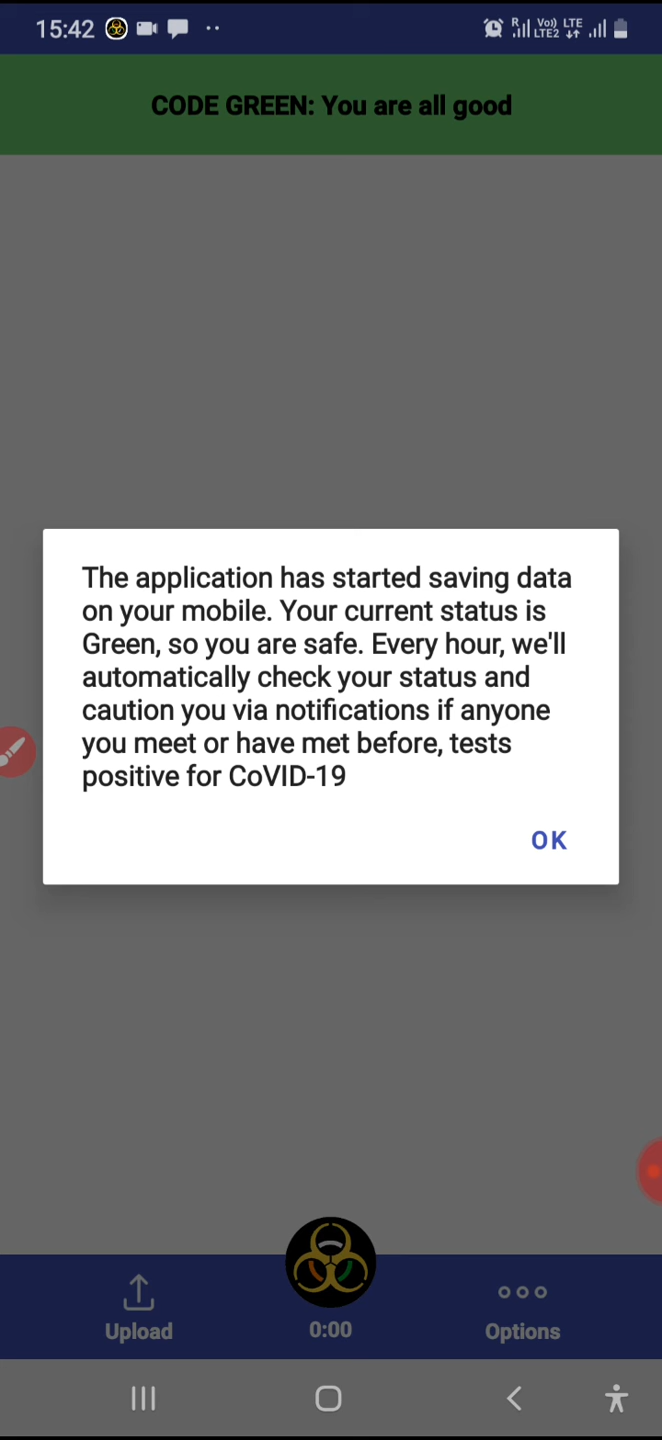 15:42
R Vo)) LTE
LTE2
CODE GREEN: You are all good
The application has started saving data
on your mobile. Your current status is
Green, so you are safe. Every hour, we'll
automatically check your status and
caution you via notifications if anyone
you meet or have met before, tests
positive for CoVID-19
OK
Upload
0:00
Options